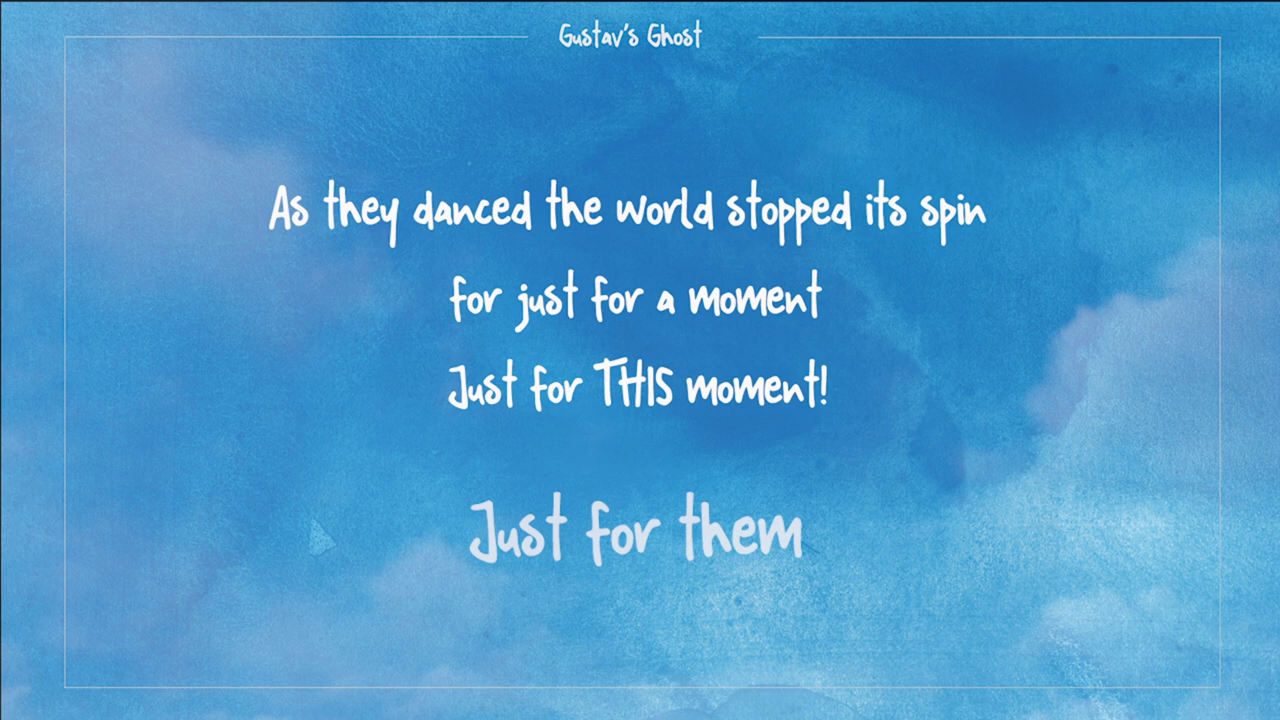 Gustav's Ghost
As they danced the world stopped its spin
for just for a moment
Just for THIS moment!
Just for them